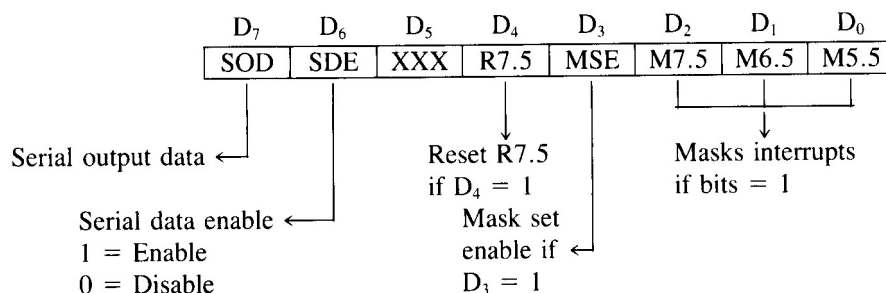 D₇ D₆ D₅ D₄ D₃ D₂ D₁ D₀
SOD SDE XXX R7.5 MSE M7.5 M6.5 M5.5
Serial output data
Reset R7.5
if D₄ = 1
Masks interrupts
if bits = 1
Serial data enable
1 = Enable
0 = Disable
Mask set
enable if
D₃ = 1